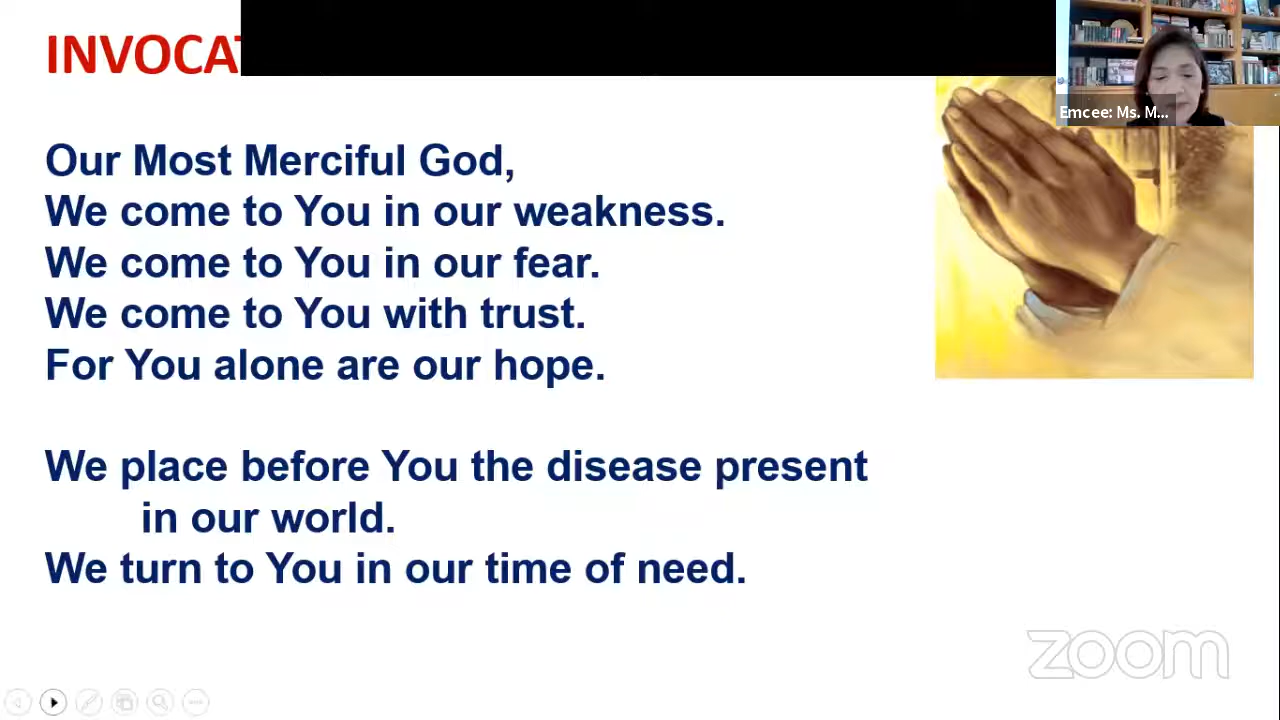 INVOCAT
Emcee: Ms. M...
Our Most Merciful God,
We come to You in our weakness.
We come to You in our fear.
We come to You with trust.
For You alone are our hope.
We place before You the disease present
in our world.
We turn to You in our time of need.
zoom